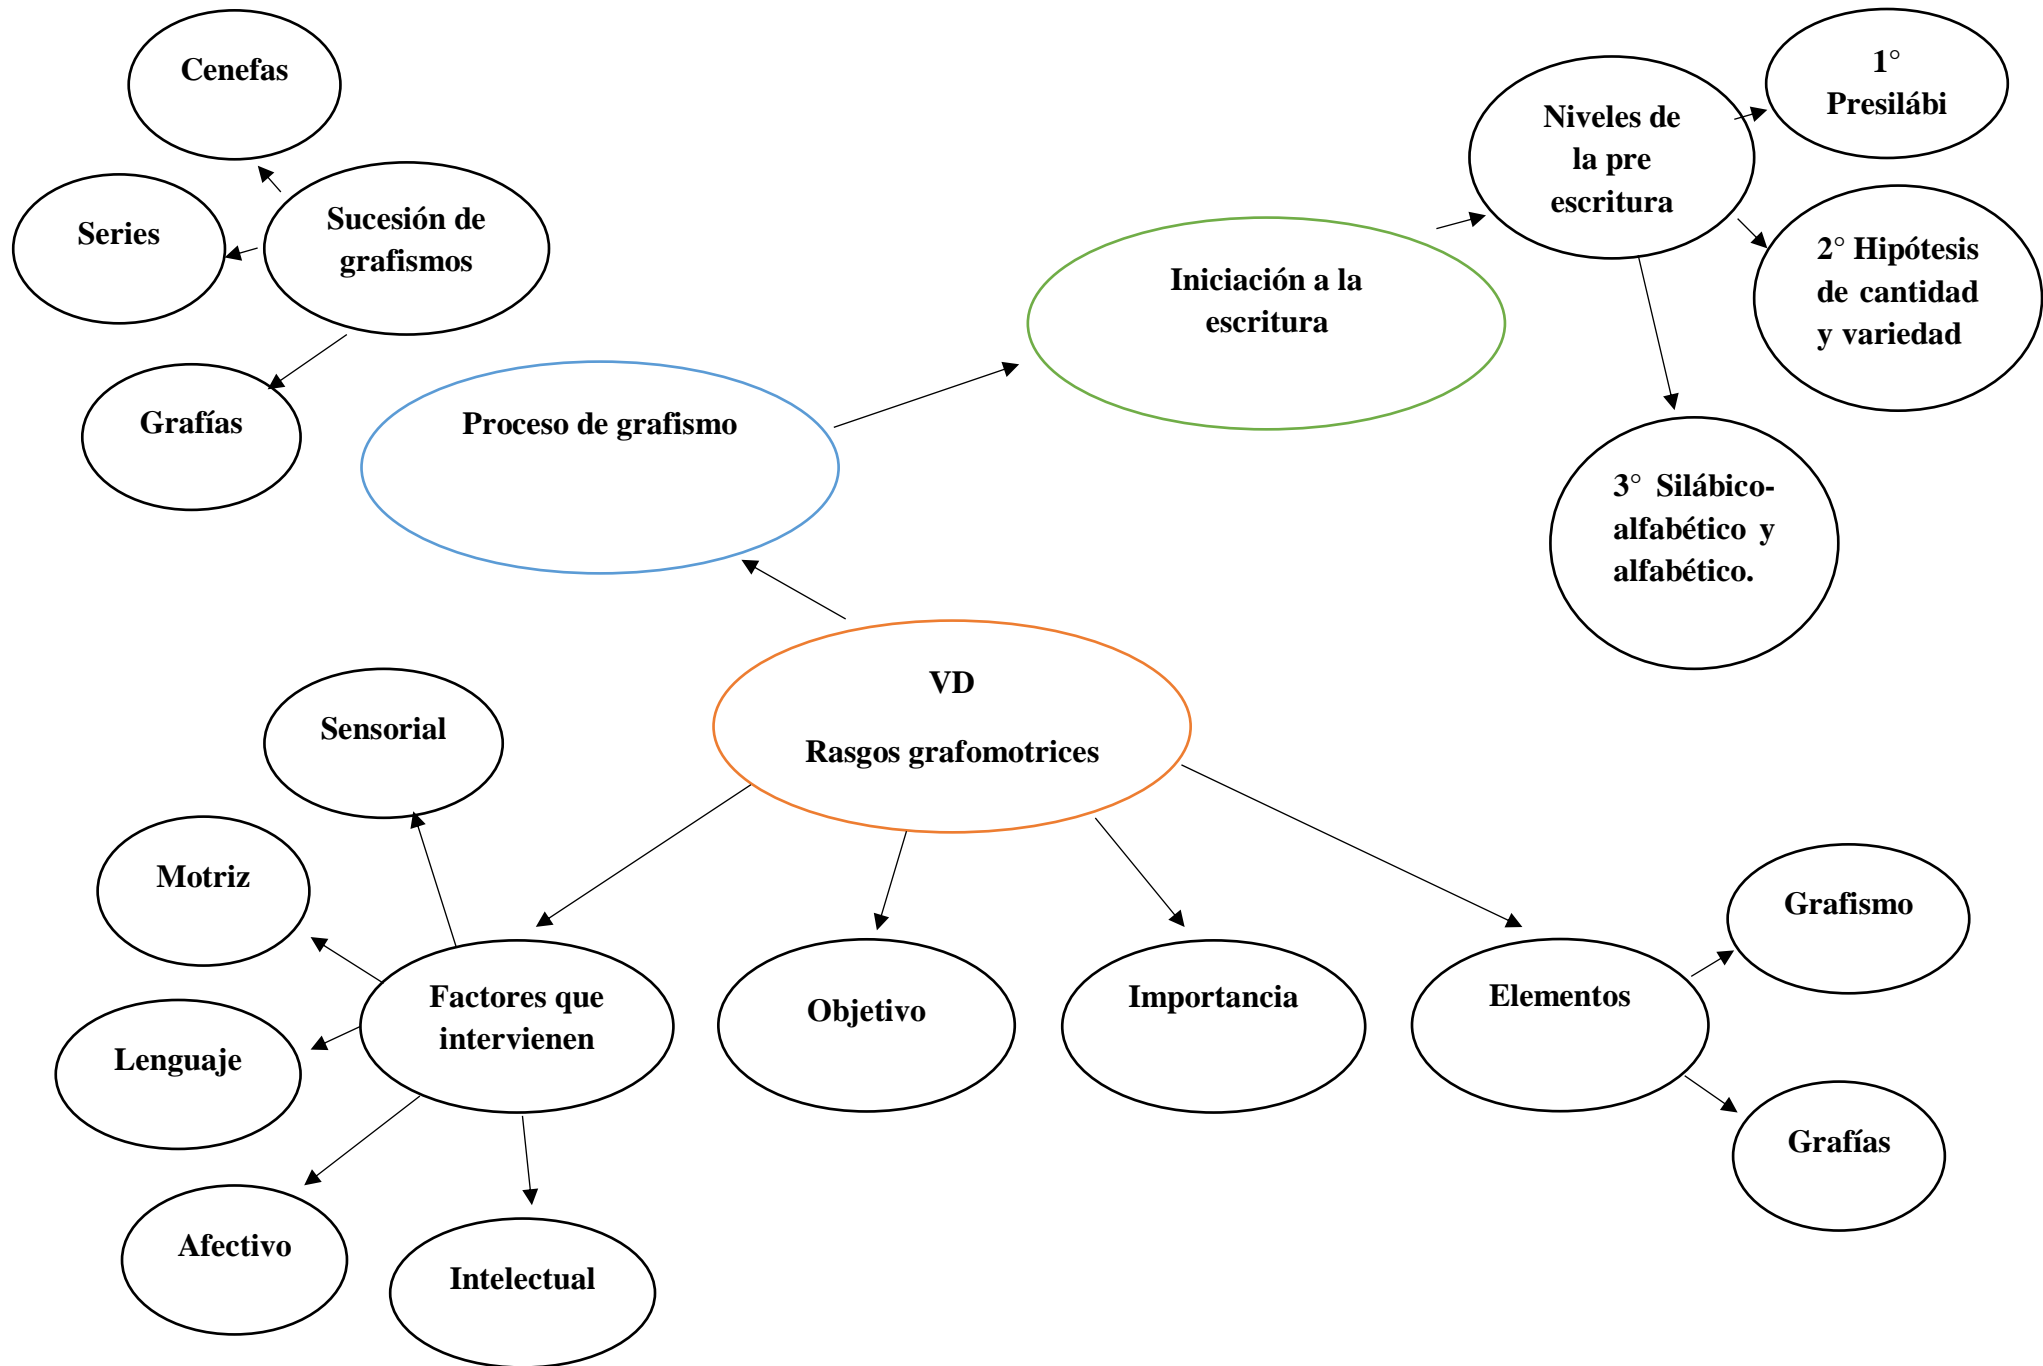 Cenefas
Sucesión de
grafismos
Series
Grafías
Proceso de grafismo
Iniciación a la
escritura
Niveles de
la pre
escritura
1°
Presilábi
2° Hipótesis
de cantidad
y variedad
3° Silábico-
alfabético y
alfabético.
VD
Rasgos grafomotrices
Sensorial
Motriz
Lenguaje
Factores que
intervienen
Afectivo
Intelectual
Objetivo
Importancia
Elementos
Grafismo
Grafías